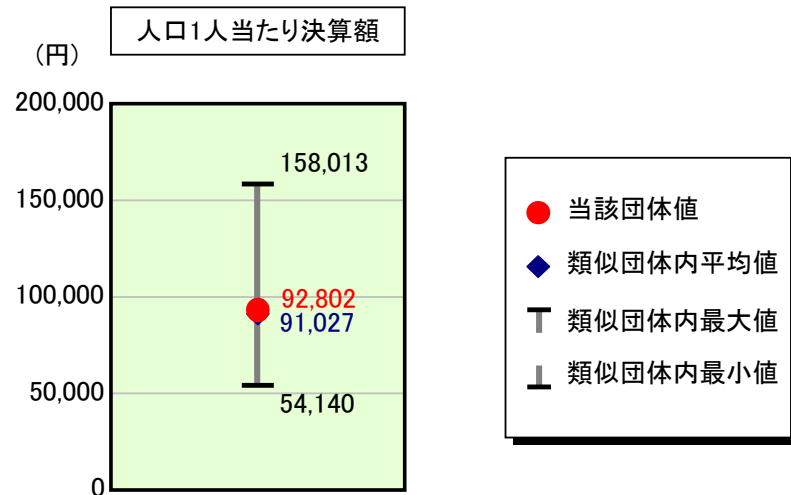 人口1人当たり決算額
(円)
200,000
150,000
100,000
50,000
0
158,013
92,802
91,027
54,140
当該団体値
類似団体内平均値
類似団体内最大値
類似団体内最小値